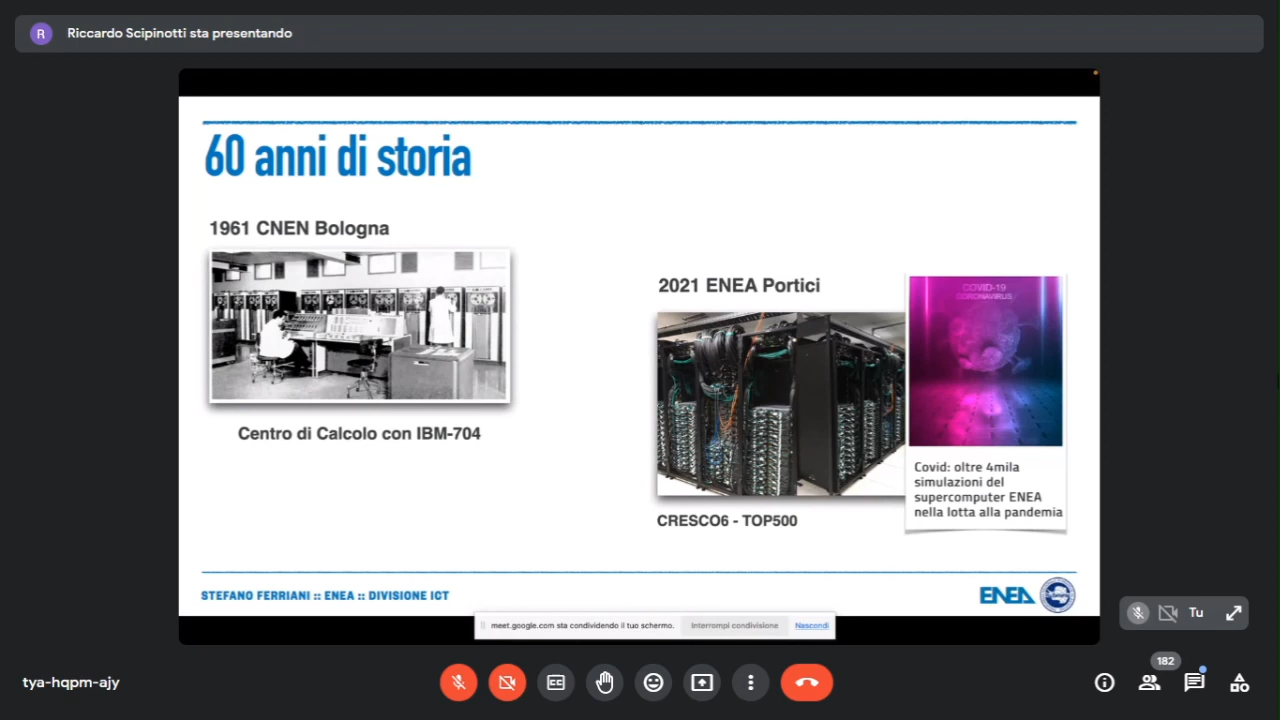 R
Riccardo Scipinotti sta presentando
60 anni di storia
1961 CNEN Bologna
Centro di Calcolo con IBM-704
2021 ENEA Portici
CRESCO6 - TOP500
COVID-19
CORONAVIRUS
Covid: oltre 4mila
simulazioni del
supercomputer ENEA
nella lotta alla pandemia
STEFANO FERRIANI :: ENEA :: DIVISIONE ICT
ENEA
meet.google.com sta condividendo il tuo schermo.
Interrompi condivisione
Nascondi
Tu
tya-hqpm-ajy
CC
182